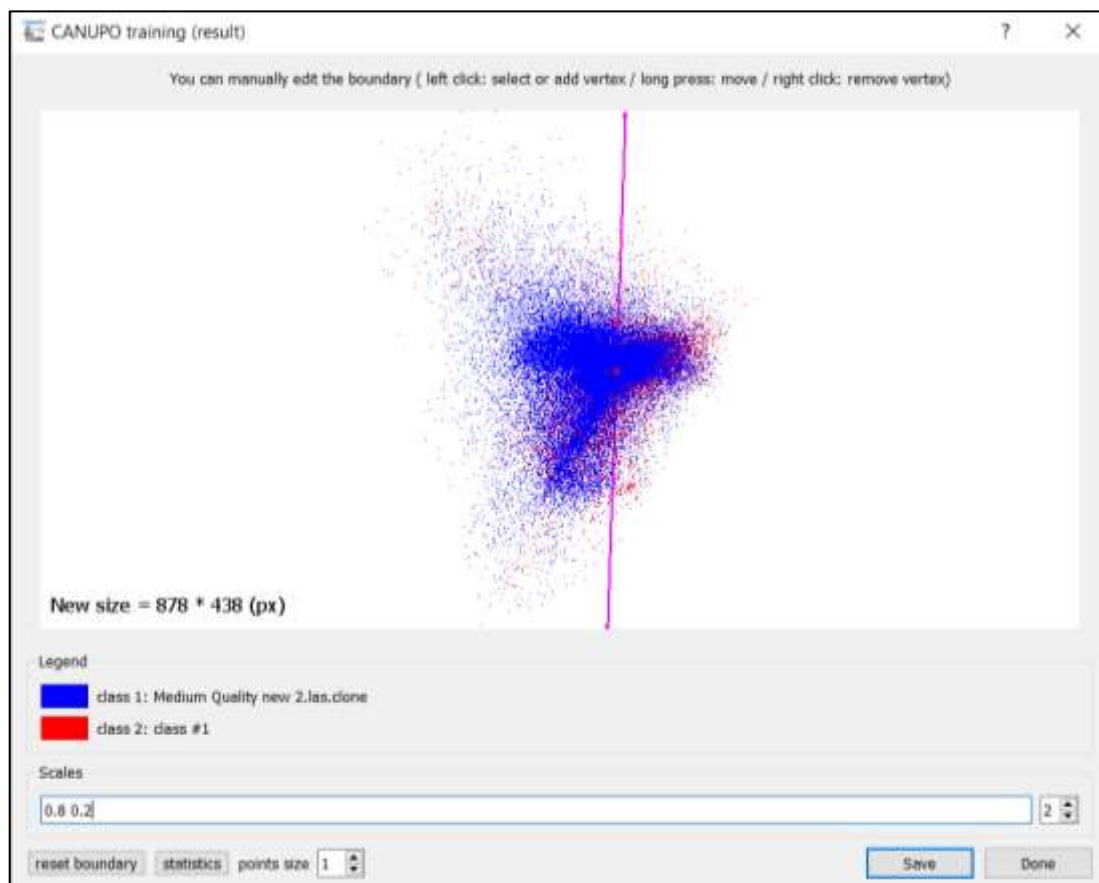 CANUPO training (result)
? ×
You can manually edit the boundary ( left click: select or add vertex / long press: move / right click: remove vertex)
New size = 878 * 438 (px)
Legend
class 1: Medium Quality new 2.las.clone
class 2: class #1
Scales
0.8 0.2
2
reset boundary statistics points size 1 Save Done